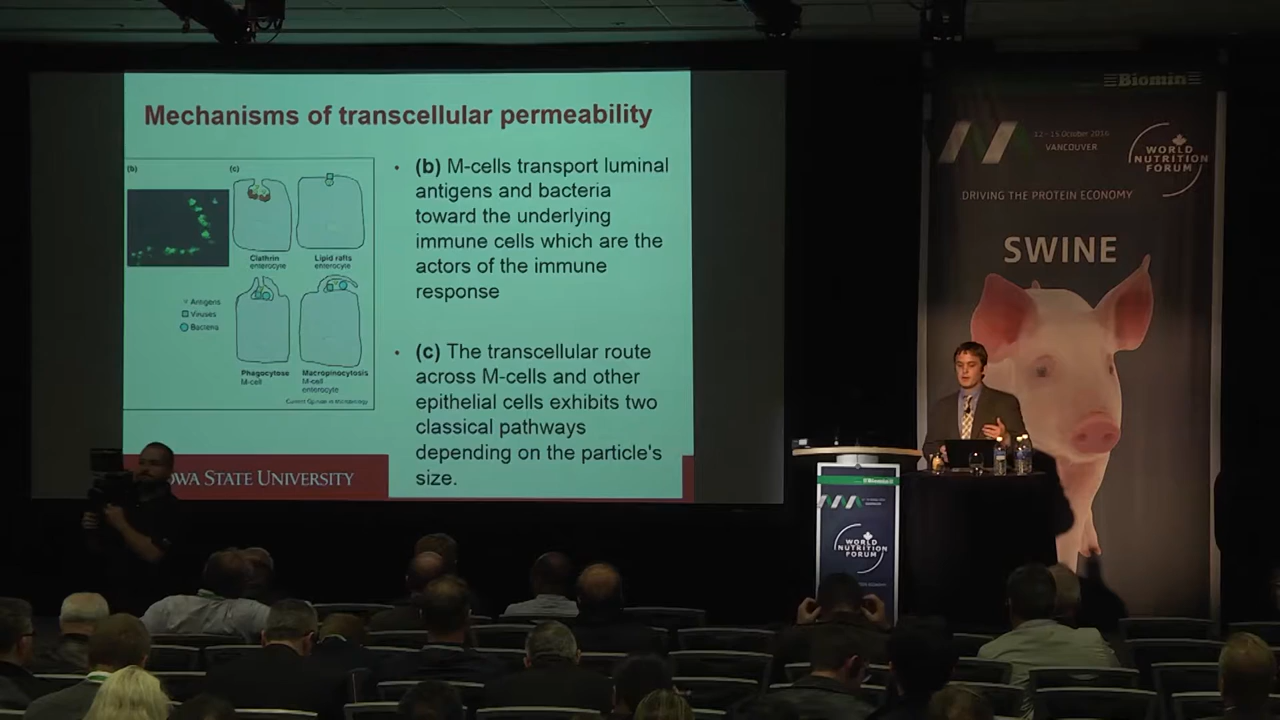 Mechanisms of transcellular permeability
(b)
(c)
Clathrin
enterocyte
Lipid rafts
enterocyte
Antigens
Viruses
Bacteria
Phagocytose
M-cell
Macropinocytosis
M-cell
enterocyte
• (b) M-cells transport luminal
antigens and bacteria
toward the underlying
immune cells which are the
actors of the immune
response
• (c) The transcellular route
across M-cells and other
epithelial cells exhibits two
classical pathways
depending on the particle's
size.
OWA STATE UNIVERSITY
Biomin
12 - 15 October 2016
VANCOUVER
WORLD
NUTRITION
FORUM
DRIVING THE PROTEIN ECONOMY
SWINE
Biomin
WORLD
NUTRITION
FORUM